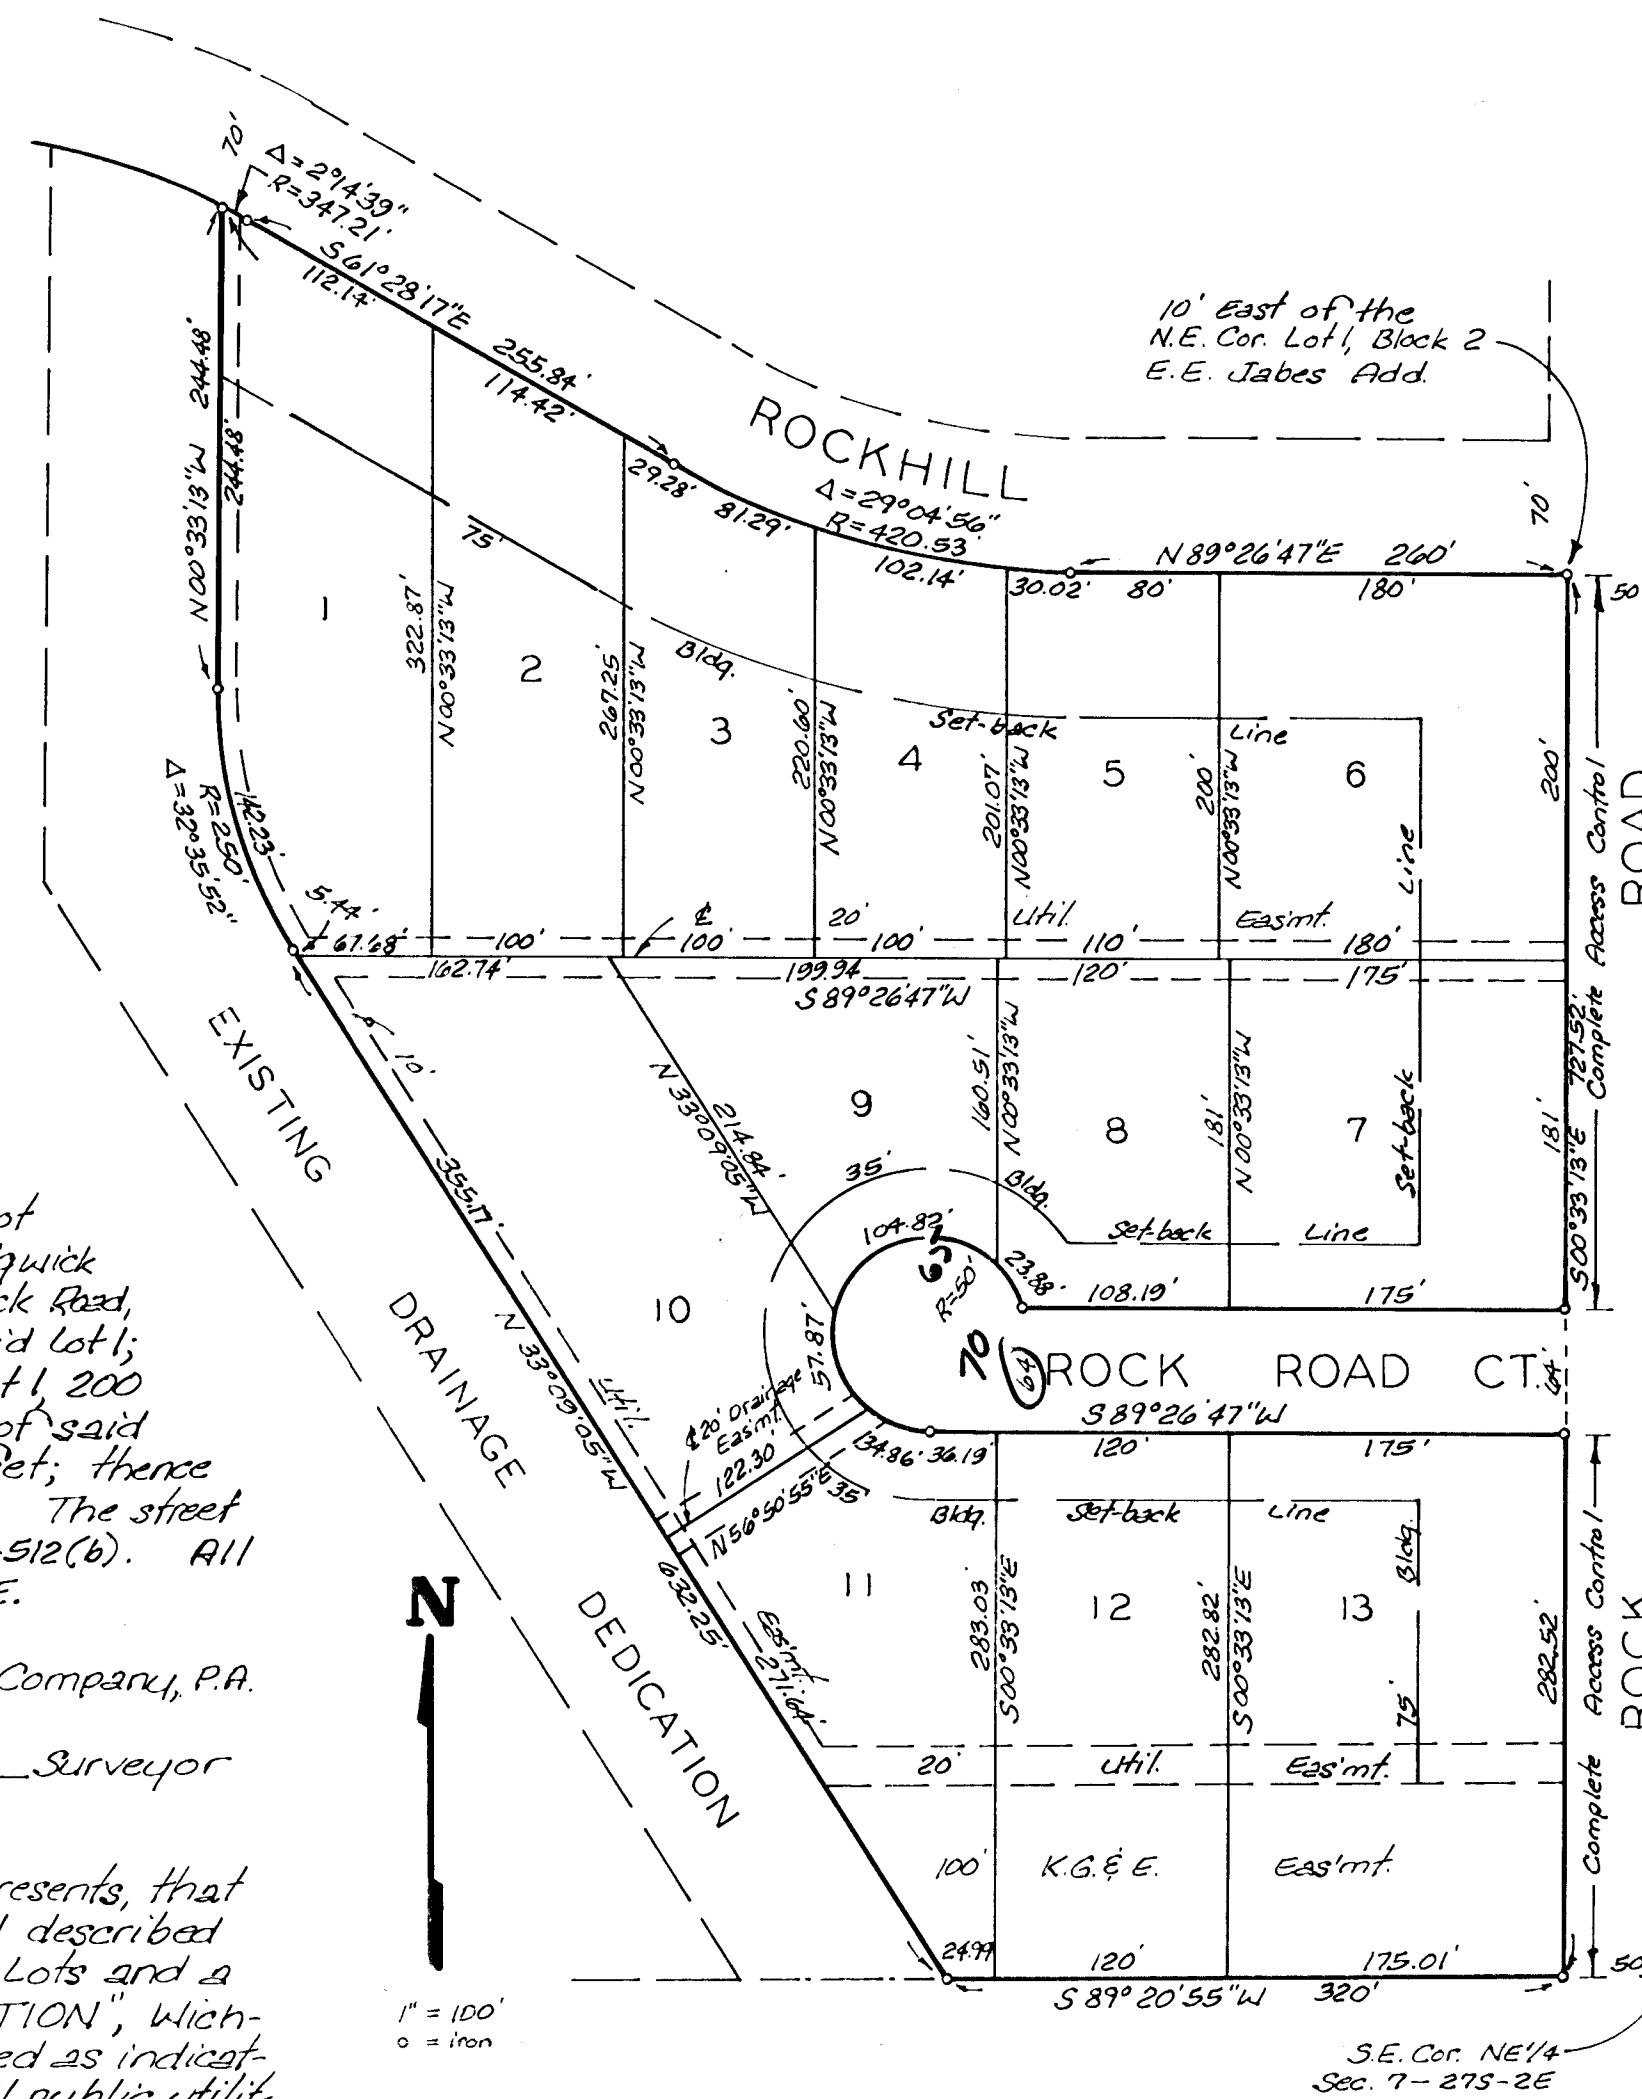 70'
Δ=2°14'39"
R=347.21'
S61°28'17"E
112.14'
255.84'
114.42'
10' East of the
N.E. Cor. Lot 1, Block 2
E.E. Jabes Add.
ROCKHILL
Δ=29°04'56"
R=420.53
29.28'
81.29'
102.14'
30.02'
80'
N89°26'47"E 260'
180'
70'
50
N00°33'13"W 244.48'
244.48'
75'
Bldg.
Set-back
Line
Line
1
2
3
4
5
6
322.87'
N00°33'13"W
267.25'
N00°33'13"W
220.60'
N00°33'13"W
201.07'
N00°33'13"W
200'
N00°33'13"W
200'
Complete Access Control
ROAD
Δ=32°35'52"
R=250'
142.23'
5.44'
67.68'
100'
₵
100'
20'
100'
Util.
110'
Eas'mt.
180'
162.74'
199.94
120'
175'
S89°26'47"W
S00°33'13"E 727.52'
EXISTING
DRAINAGE
DEDICATION
10'
355.17'
N33°09'05"W
N33°09'05"W
214.84'
9
160.51'
N00°33'13"W
8
181'
N00°33'13"W
7
Set-back
181'
35'
Bldg.
Set-back
Line
104.82'
R=50'
23.88'
108.19'
175'
10
57.87'
70
64
ROCK ROAD CT.
64'
S89°26'47"W
₵ 20' Drainage
Eas'mt.
122.30'
N56°50'55"E
134.86'
36.19'
120'
175'
35'
Bldg.
Set-back
Line
Util.
Eas'mt.
632.25'
271.64'
11
12
13
283.03'
S00°33'13"E
282.82'
S00°33'13"E
Bldg.
75'
282.52'
Complete Access Control
ROCK
20'
Util.
Eas'mt.
100'
K.G.& E.
Eas'mt.
24.99
120'
175.01'
50
S89°20'55"W 320'
S.E. Cor. NE1/4
Sec. 7-27S-2E
N
1" = 100'
o = iron
ot
gwick
ck Road,
id Lot 1;
t 1, 200
of said
et; thence
The street
-512(b). All
E.
Company, P.A.
Surveyor
resents, that
d described
Lots and a
TION", Wich-
ed as indicat-
l public utilit-